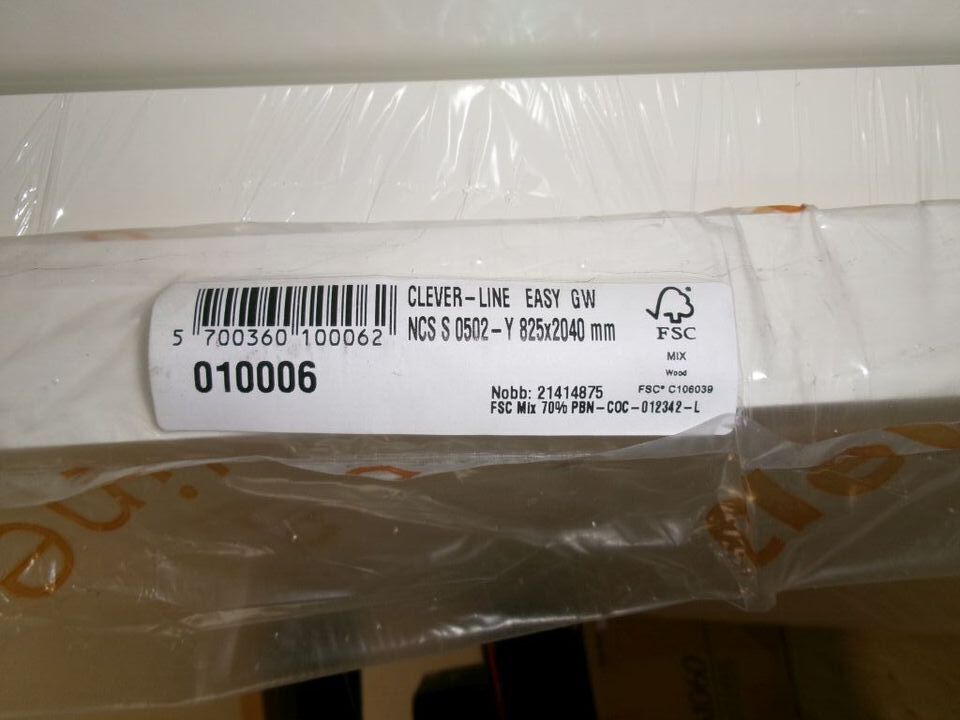 CLEVER-LINE EASY GW
NCS S 0502-Y 825x2040 mm
5 700360 100062
010006
FSC
MIX
Wood
FSC® C106039
Nobb: 21414875
FSC Mix 70% PBN-COC-012342-L
line